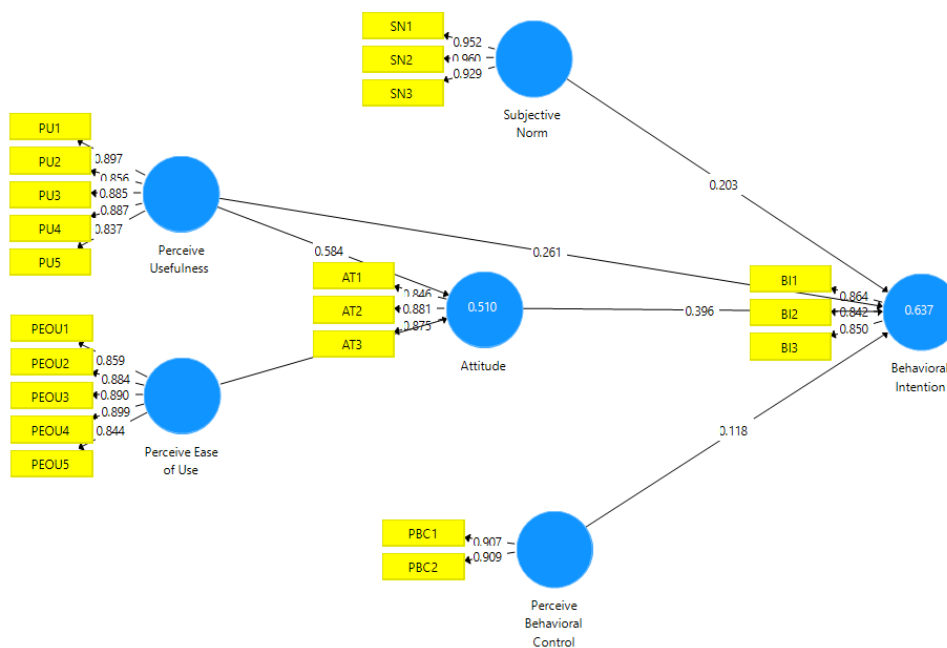 SN1
0.952
SN2
0.960
SN3
0.929
Subjective
Norm
PU1
0.897
PU2
0.856
PU3
0.885
PU4
0.887
PU5
0.837
Perceive
Usefulness
0.203
0.584
0.261
AT1
0.846
AT2
0.881
AT3
0.875
0.510
Attitude
0.396
BI1
0.864
BI2
0.842
BI3
0.850
0.637
Behavioral
Intention
PEOU1
0.859
PEOU2
0.884
PEOU3
0.890
PEOU4
0.899
PEOU5
0.844
Perceive Ease
of Use
0.118
PBC1
0.907
PBC2
0.909
Perceive
Behavioral
Control